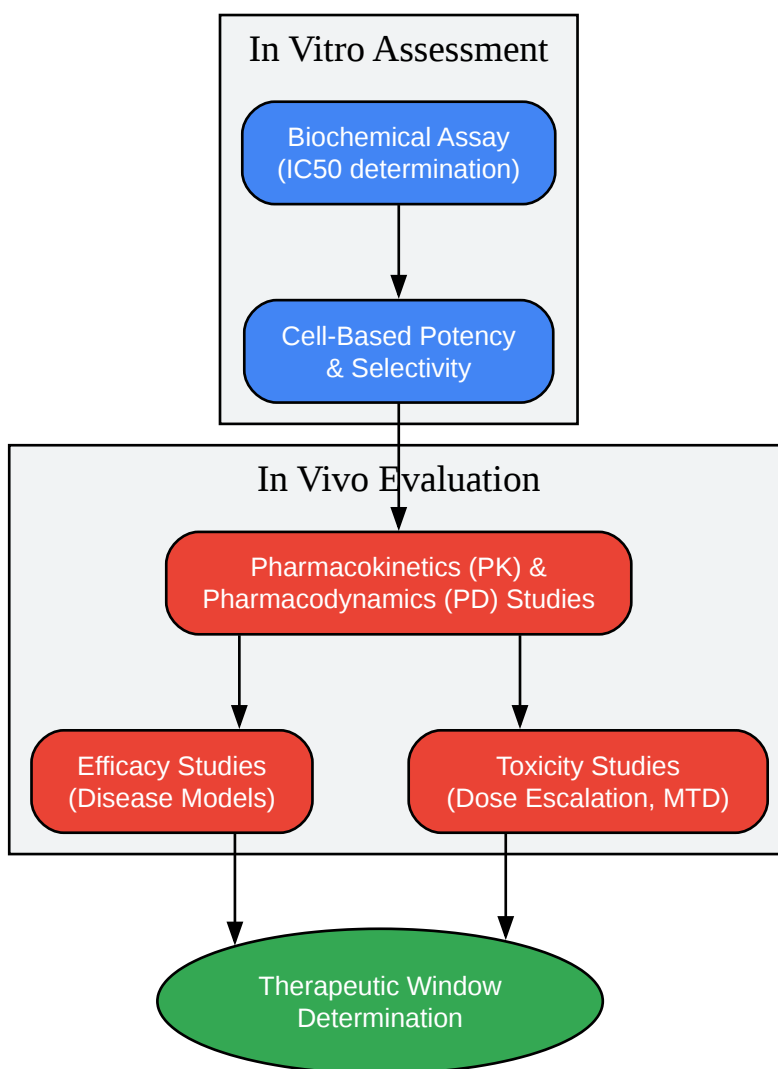 In Vitro Assessment
Biochemical Assay
(IC50 determination)
Cell-Based Potency
& Selectivity
In Vivo Evaluation
Pharmacokinetics (PK) &
Pharmacodynamics (PD) Studies
Efficacy Studies
(Disease Models)
Toxicity Studies
(Dose Escalation, MTD)
Therapeutic Window
Determination